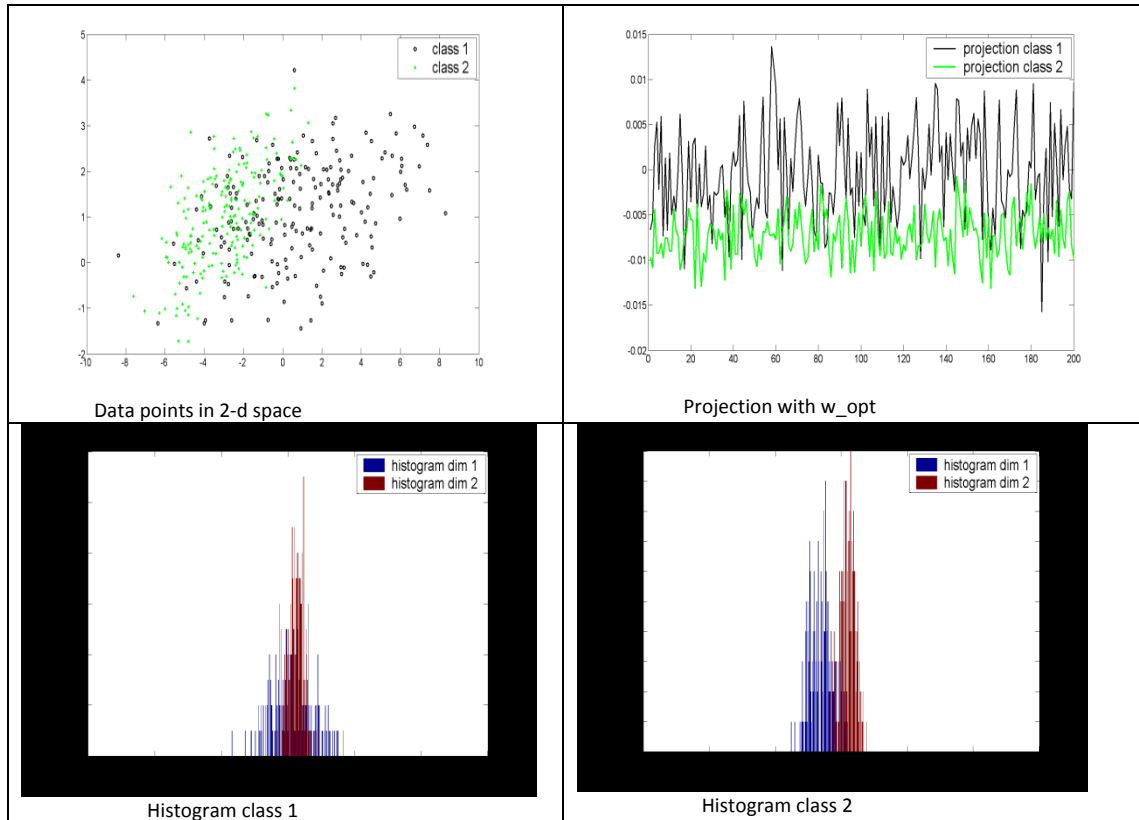 5
4
3
2
1
0
-1
-2
-10 -8 -6 -4 -2 0 2 4 6 8 10
class 1
class 2
Data points in 2-d space
0.015
0.01
0.005
0
-0.005
-0.01
-0.015
-0.02
0 20 40 60 80 100 120 140 160 180 200
projection class 1
projection class 2
Projection with w_opt
histogram dim 1
histogram dim 2
Histogram class 1
histogram dim 1
histogram dim 2
Histogram class 2